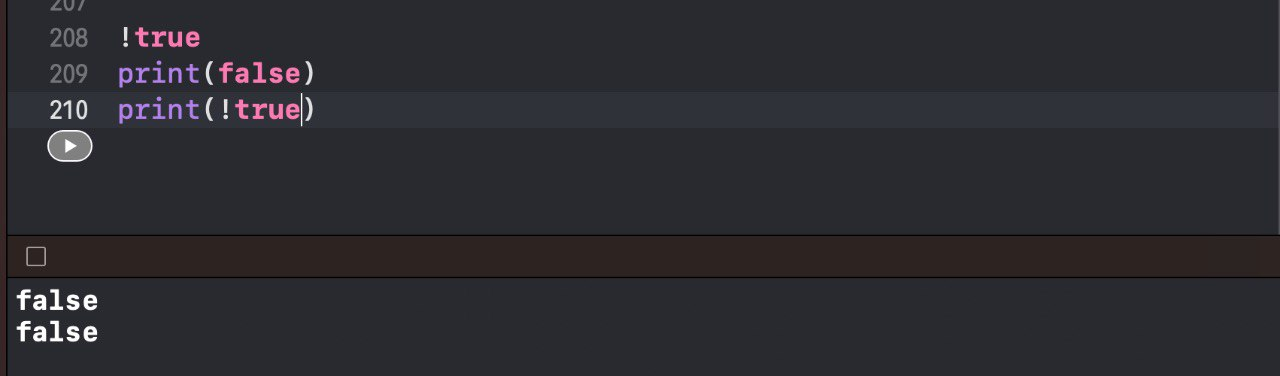 207
208 !true
209 print(false)
210 print(!true)
false
false